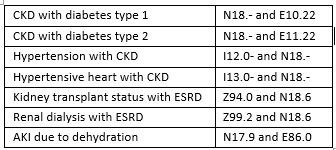 CKD with diabetes type 1 N18.- and E10.22
CKD with diabetes type 2 N18.- and E11.22
Hypertension with CKD I12.0- and N18.-
Hypertensive heart with CKD I13.0- and N18.-
Kidney transplant status with ESRD Z94.0 and N18.6
Renal dialysis with ESRD Z99.2 and N18.6
AKI due to dehydration N17.9 and E86.0